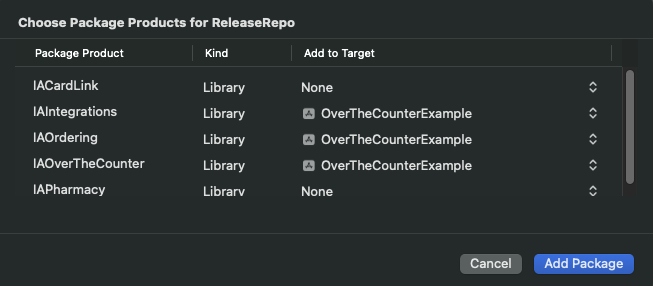 Choose Package Products for ReleaseRepo
Package Product Kind Add to Target
IACardLink Library None
IAIntegrations Library OverTheCounterExample
IAOrdering Library OverTheCounterExample
IAOverTheCounter Library OverTheCounterExample
IAPharmacy Library None
Cancel Add Package